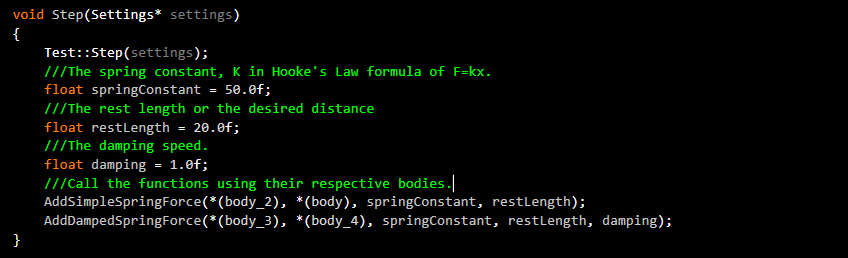 void Step(Settings* settings)
{
    Test::Step(settings);
    ///The spring constant, K in Hooke's Law formula of F=kx.
    float springConstant = 50.0f;
    ///The rest length or the desired distance
    float restLength = 20.0f;
    ///The damping speed.
    float damping = 1.0f;
    ///Call the functions using their respective bodies.
    AddSimpleSpringForce(*(body_2), *(body), springConstant, restLength);
    AddDampedSpringForce(*(body_3), *(body_4), springConstant, restLength, damping);
}